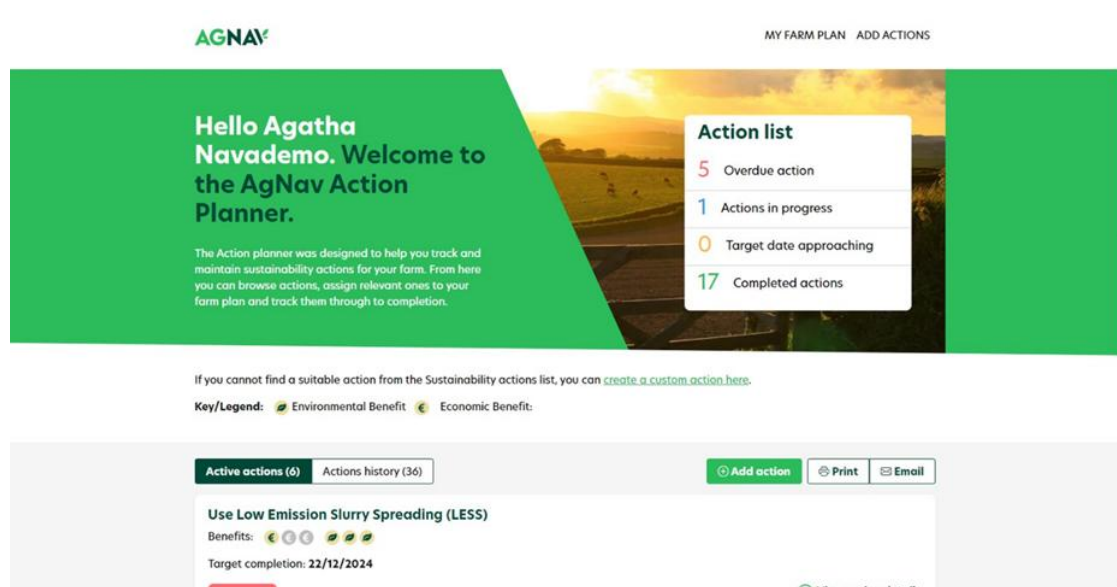 AGNAV
MY FARM PLAN ADD ACTIONS
Hello Agatha
Navademo. Welcome to
the AgNav Action
Planner.
The Action planner was designed to help you track and
maintain sustainability actions for your farm. From here
you can browse actions, assign relevant ones to your
farm plan and track them through to completion.
Action list
5 Overdue action
1 Actions in progress
0 Target date approaching
17 Completed actions
If you cannot find a suitable action from the Sustainability actions list, you can create a custom action here.
Key/Legend: Environmental Benefit € Economic Benefit:
Active actions (6) Actions history (36)
Add action Print Email
Use Low Emission Slurry Spreading (LESS)
Benefits: € € €
Target completion: 22/12/2024